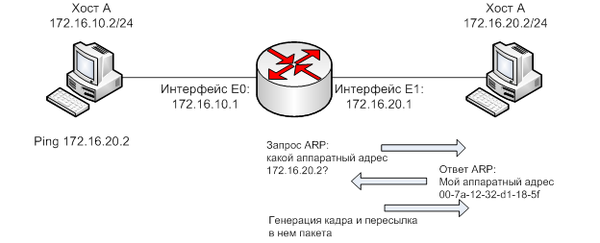 Хост А
172.16.10.2/24
Хост А
172.16.20.2/24
Интерфейс E0:
172.16.10.1
Интерфейс E1:
172.16.20.1
Ping 172.16.20.2
Запрос ARP:
какой аппаратный адрес
172.16.20.2?
Ответ ARP:
Мой аппаратный адрес
00-7a-12-32-d1-18-5f
Генерация кадра и пересылка
в нем пакета